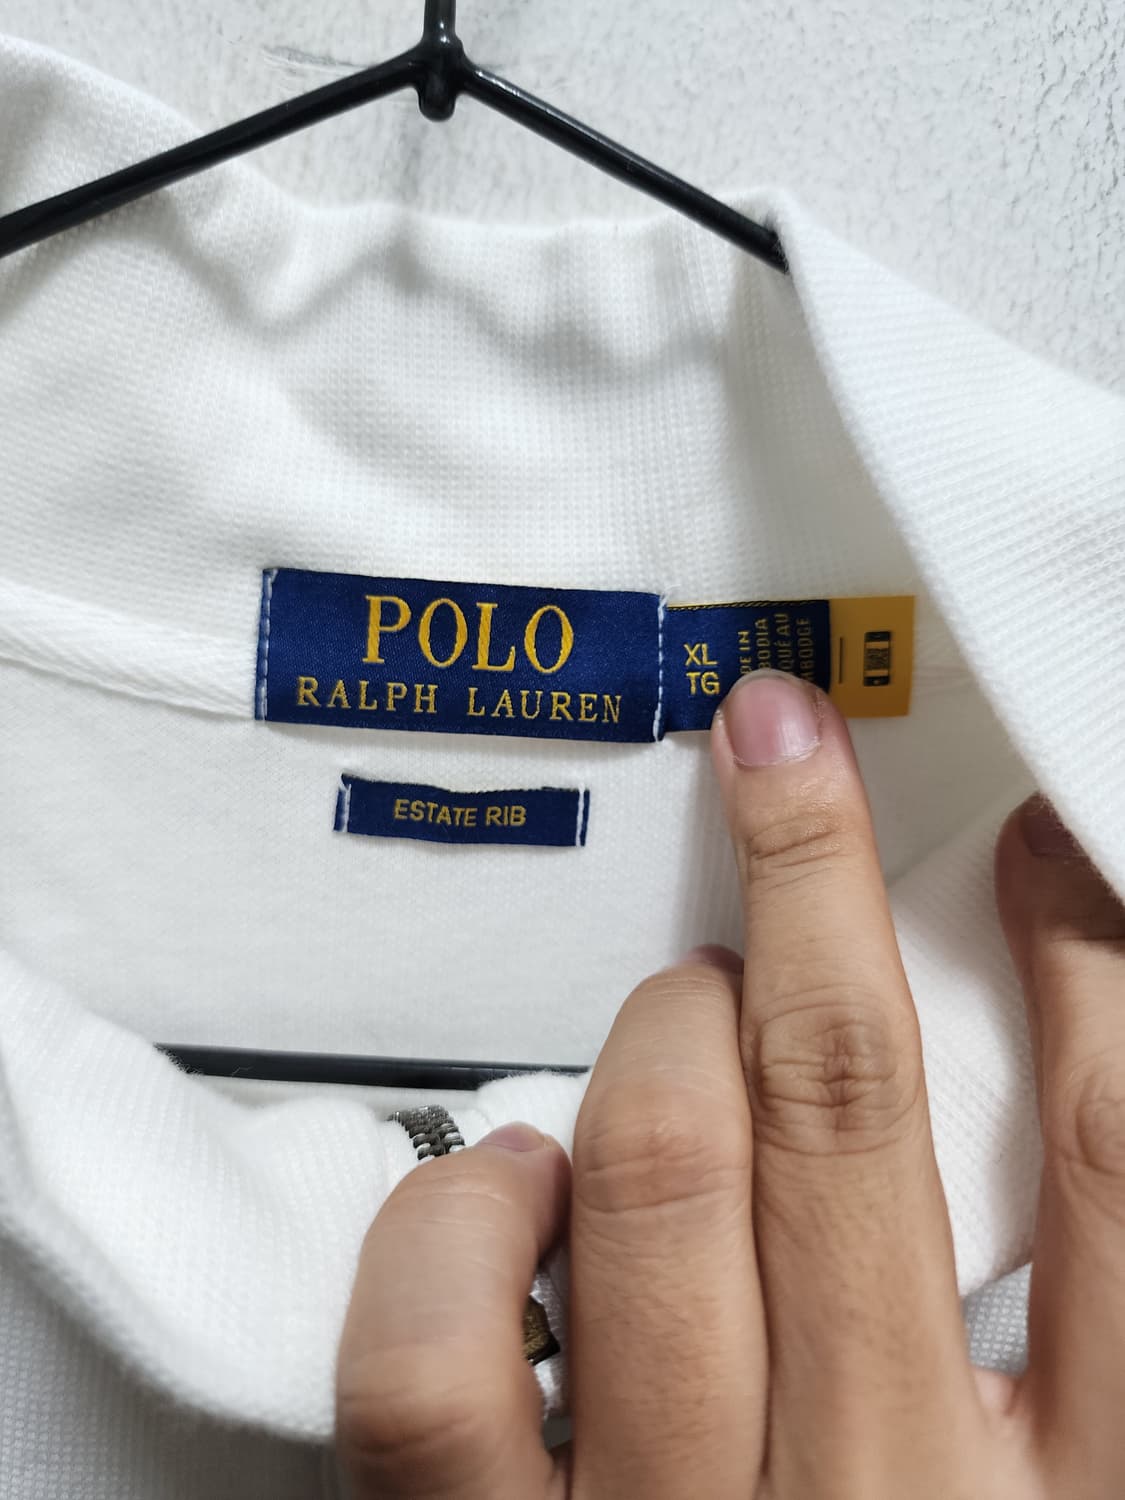 POLO
RALPH LAUREN
XL
TG
ESTATE RIB